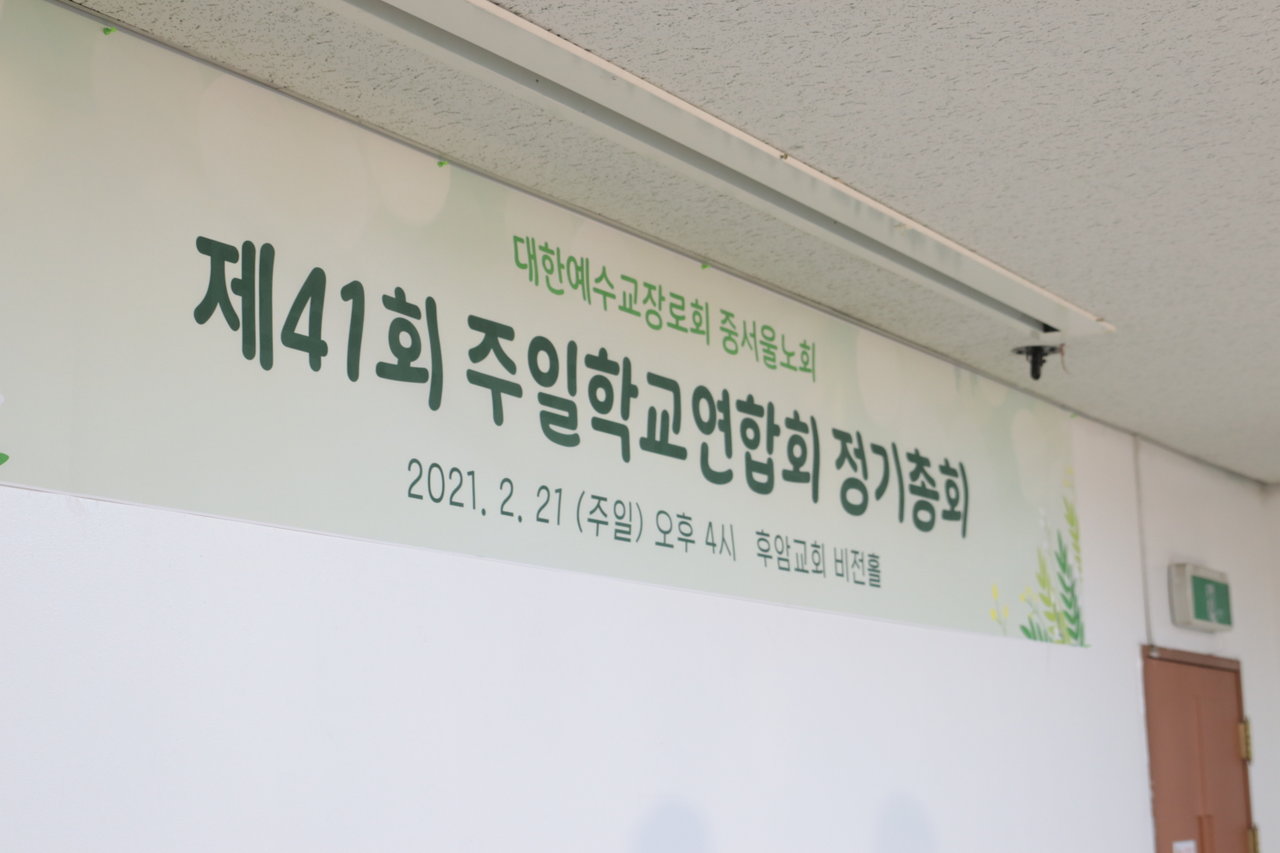 대한예수교장로회 중서울노회
제41회 주일학교연합회 정기총회
2021. 2. 21 (주일) 오후 4시 후암교회 비전홀